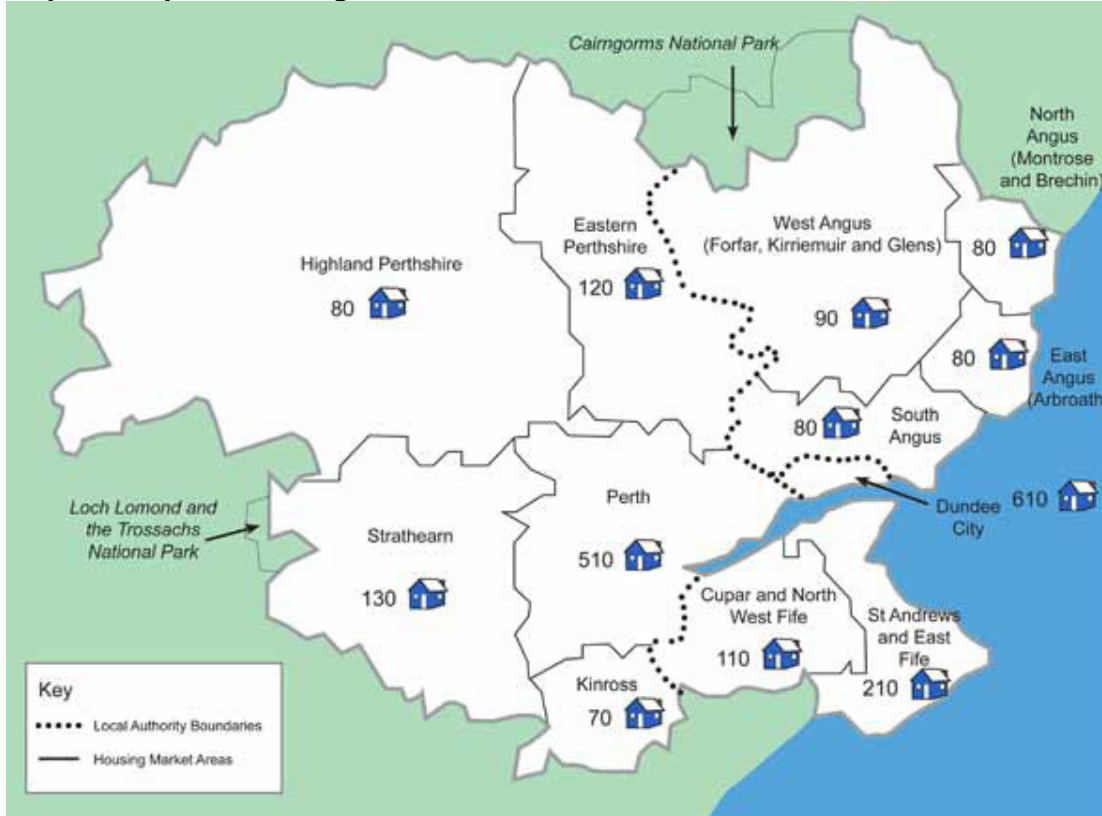 Cairngorms National Park
North
Angus
(Montrose
and Brechin)
80
West Angus
(Forfar, Kirriemuir and Glens)
90
Eastern
Perthshire
120
Highland Perthshire
80
80
East
Angus
(Arbroath
80
South
Angus
Dundee
City
610
Loch Lomond and
the Trossachs
National Park
Strathearn
130
Perth
510
Cupar and North
West Fife
110
St Andrews
and East
Fife
210
Kinross
70
Key
Local Authority Boundaries
Housing Market Areas